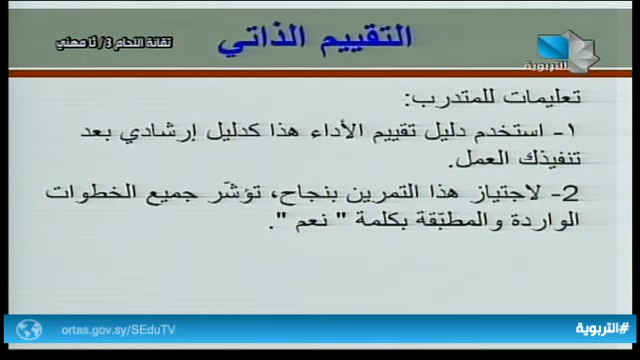 تقانة اللحام 3 / ثا مهني
التقييم الذاتي
التربوية
تعليمات للمتدرب:
١- استخدم دليل تقييم الأداء هذا كدليل إرشادي بعد
تنفيذك العمل.
2- لاجتياز هذا التمرين بنجاح، تؤشّر جميع الخطوات
الواردة والمطبّقة بكلمة " نعم ".
ortas.gov.sy/SEduTV
#التربوية